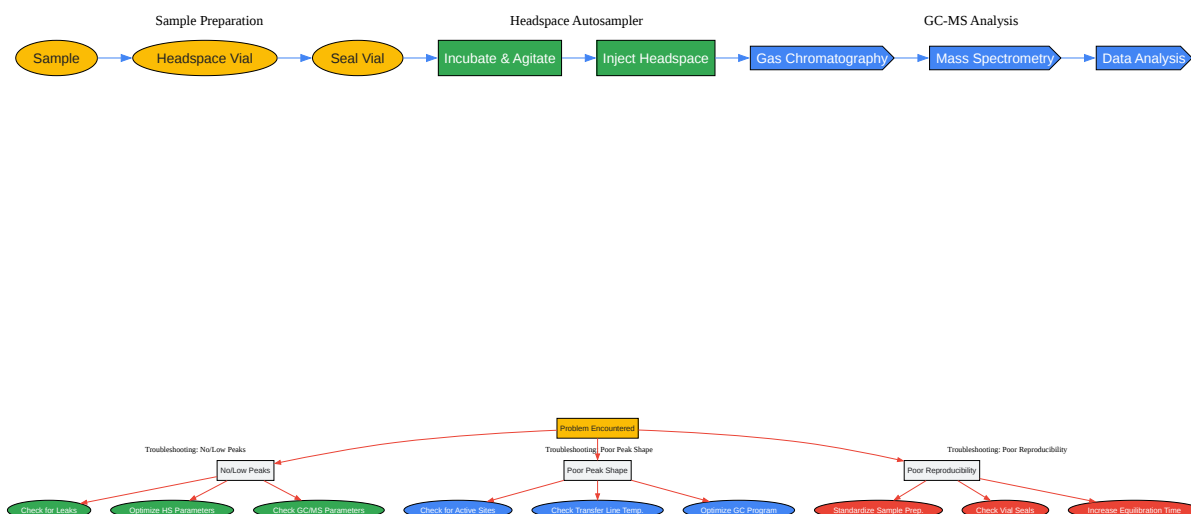 Sample Preparation
Headspace Autosampler
GC-MS Analysis
Sample
Headspace Vial
Seal Vial
Incubate & Agitate
Inject Headspace
Gas Chromatography
Mass Spectrometry
Data Analysis
Problem Encountered
Troubleshooting: No/Low Peaks
Troubleshooting: Poor Peak Shape
Troubleshooting: Poor Reproducibility
No/Low Peaks
Poor Peak Shape
Poor Reproducibility
Check for Leaks
Optimize HS Parameters
Check GC/MS Parameters
Check for Active Sites
Check Transfer Line Temp.
Optimize GC Program
Standardize Sample Prep.
Check Vial Seals
Increase Equilibration Time